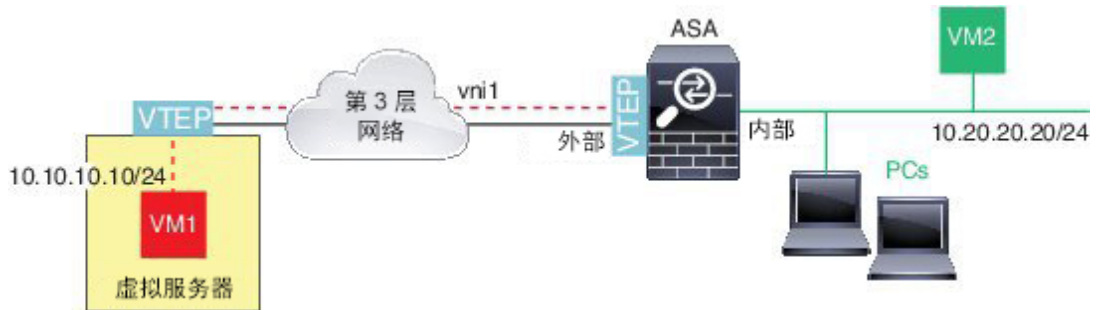 ASA
VM2
第 3 层
网络
vni1
VTEP
VTEP
外部
内部
10.20.20.20/24
10.10.10.10/24
PCs
VM1
虚拟服务器